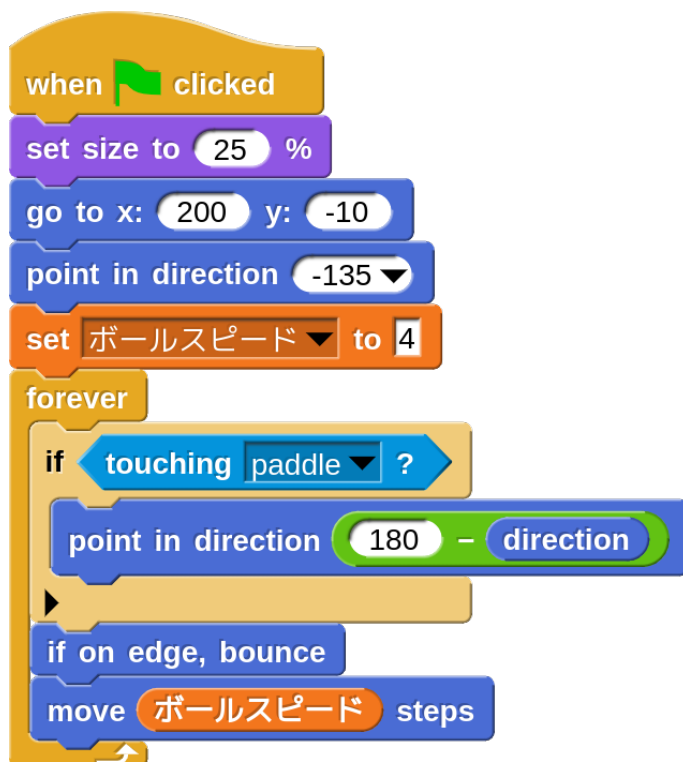 when clicked
set size to 25 %
go to x: 200 y: -10
point in direction -135
set ボールスピード to 4
forever
if touching paddle ?
point in direction 180 - direction
if on edge, bounce
move ボールスピード steps